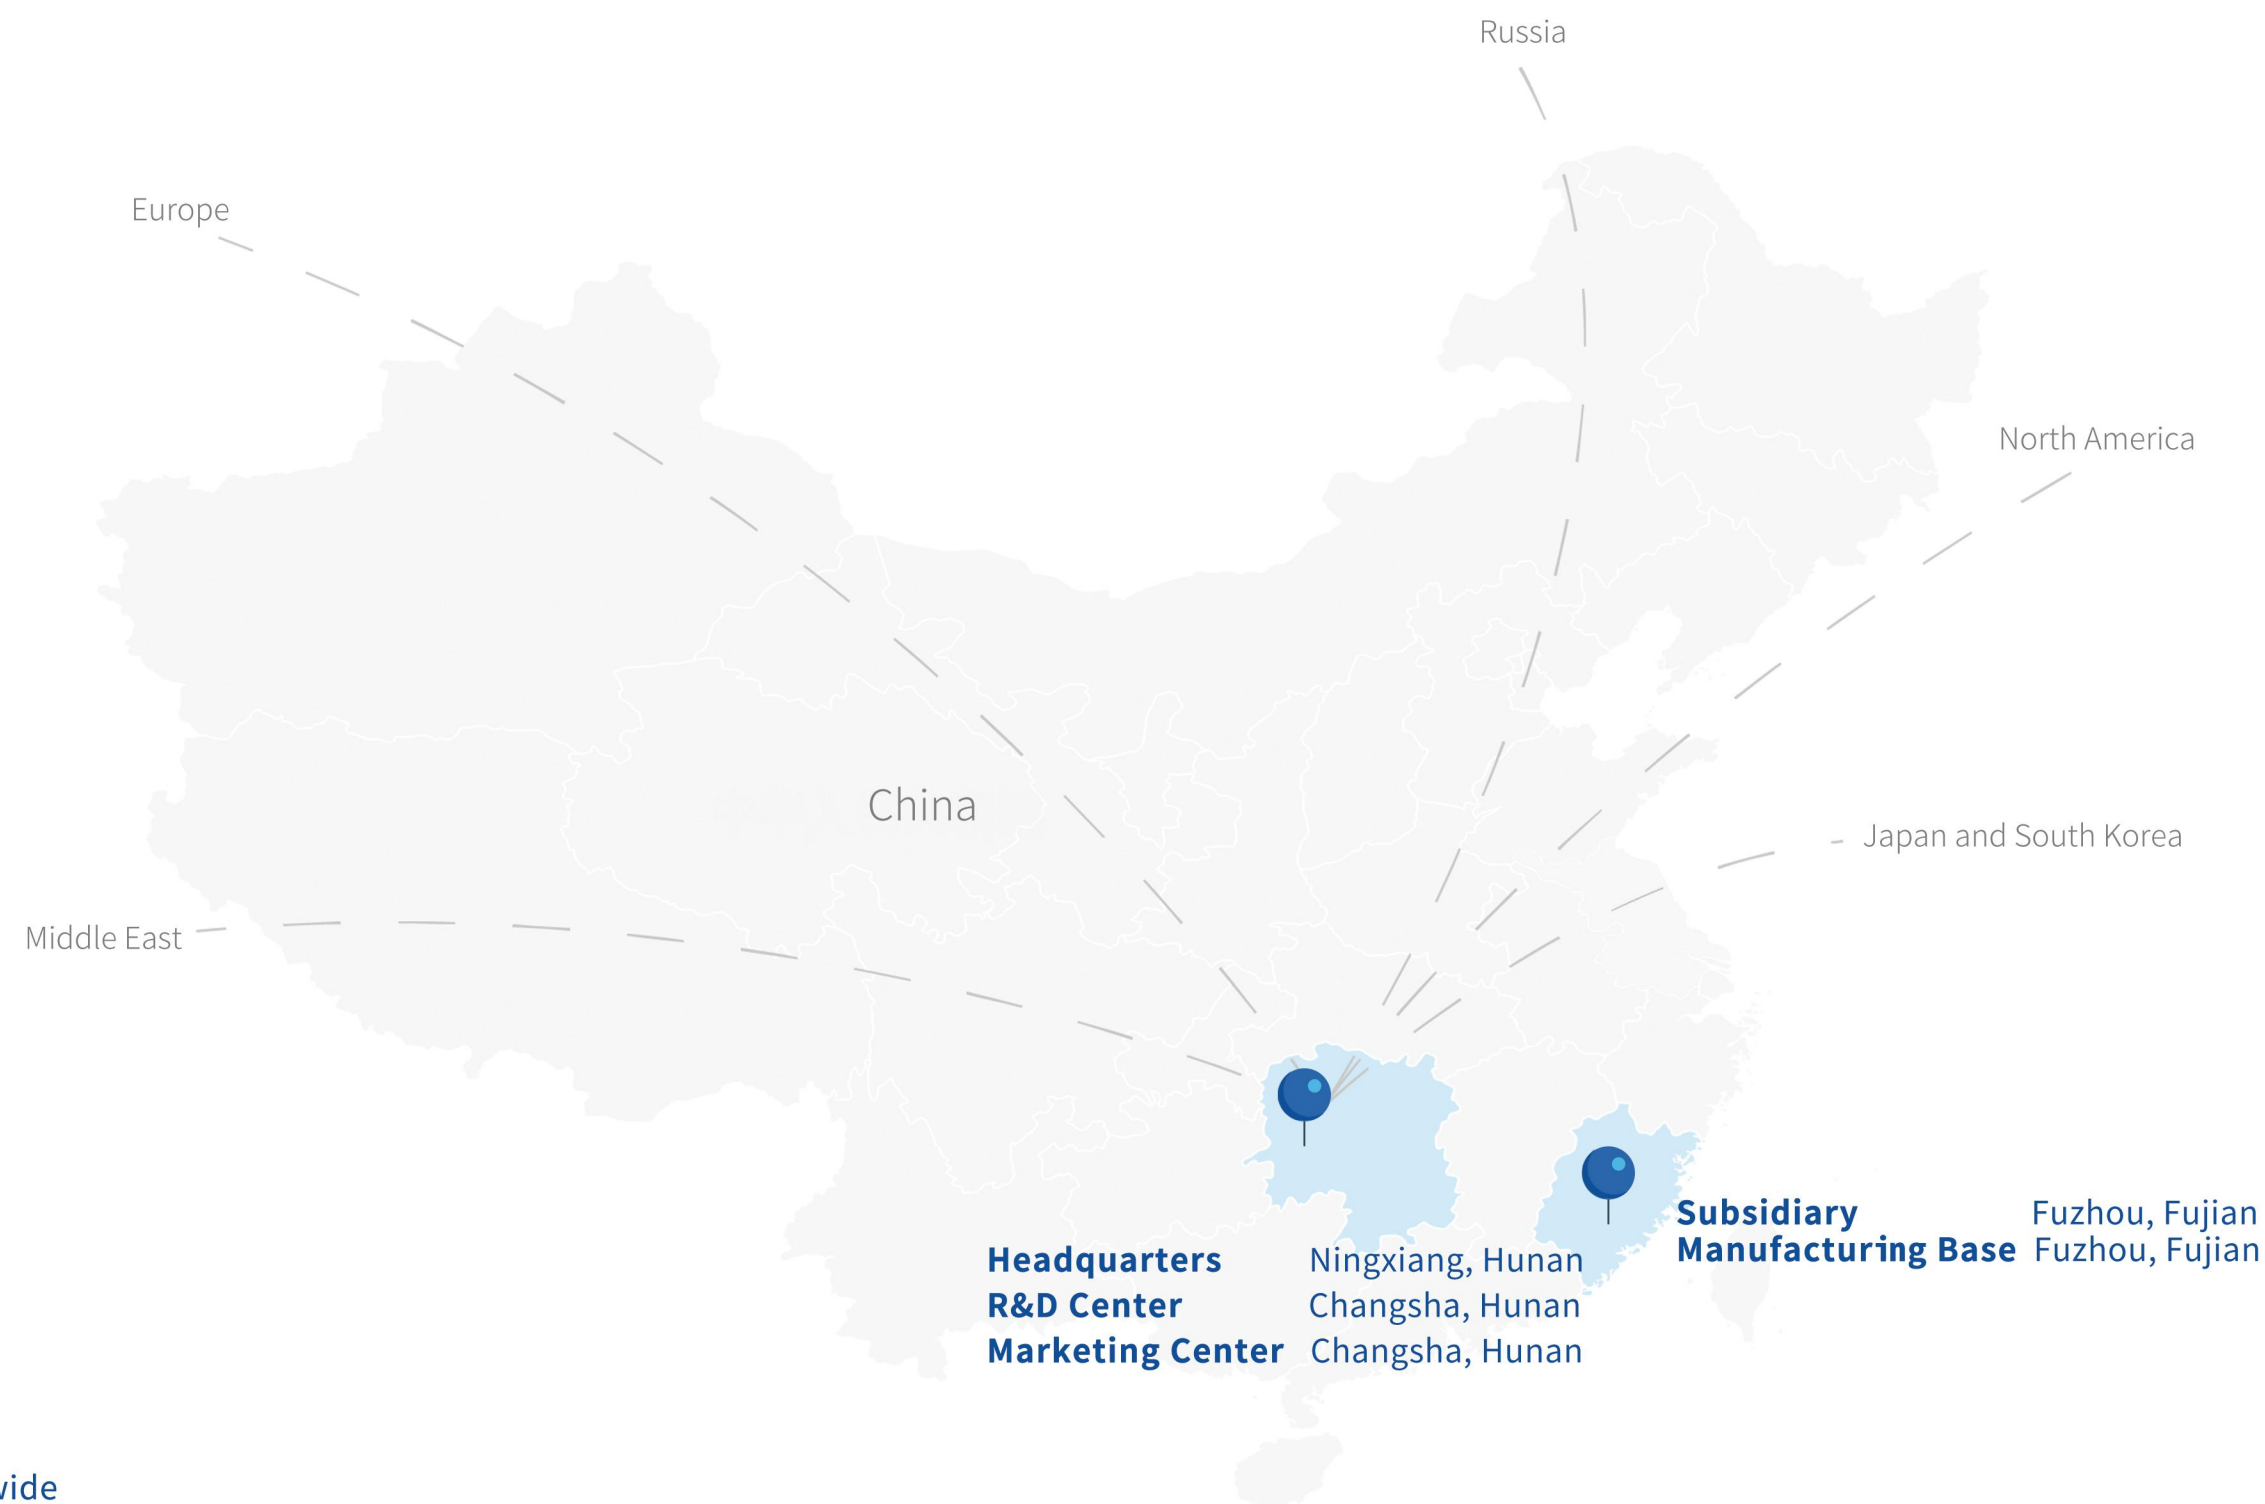 Russia
Europe
North America
China
Japan and South Korea
Middle East
Subsidiary Fuzhou, Fujian
Manufacturing Base Fuzhou, Fujian
Headquarters Ningxiang, Hunan
R&D Center Changsha, Hunan
Marketing Center Changsha, Hunan